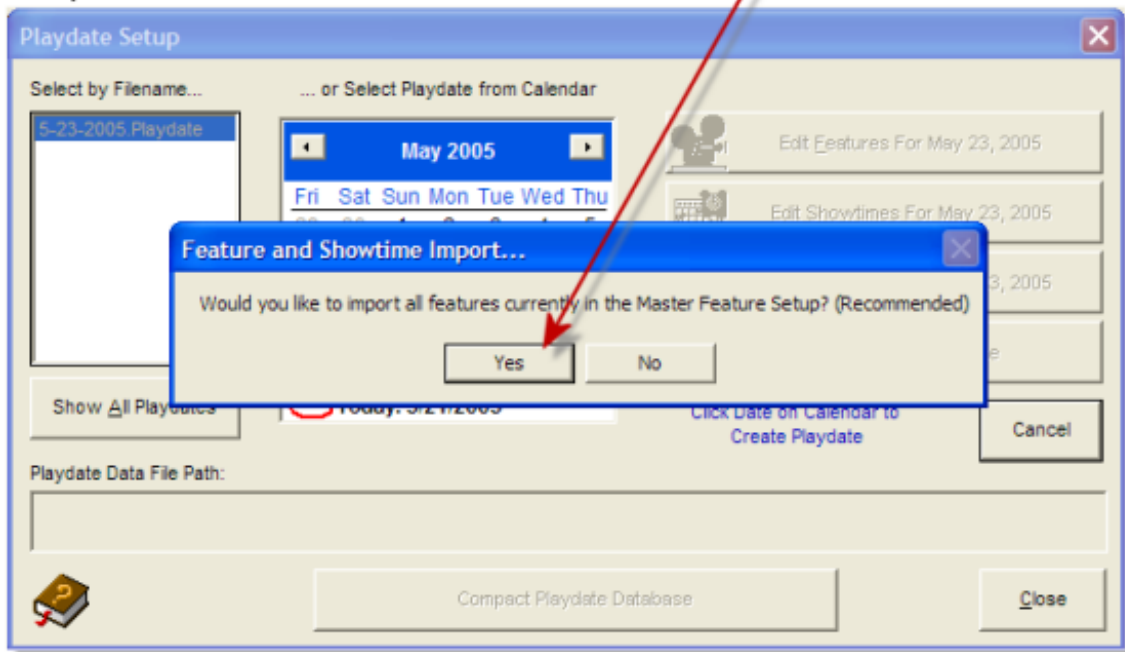 Playdate Setup
Select by Filename...
... or Select Playdate from Calendar
5-23-2005.Playdate
May 2005
Fri Sat Sun Mon Tue Wed Thu
Edit Features For May 23, 2005
Edit Showtimes For May 23, 2005
3, 2005
e
Feature and Showtime Import...
Would you like to import all features currently in the Master Feature Setup? (Recommended)
Yes
No
Show All Playdates
Today: 5/21/2005
Click Date on Calendar to
Create Playdate
Cancel
Playdate Data File Path:
Compact Playdate Database
Close